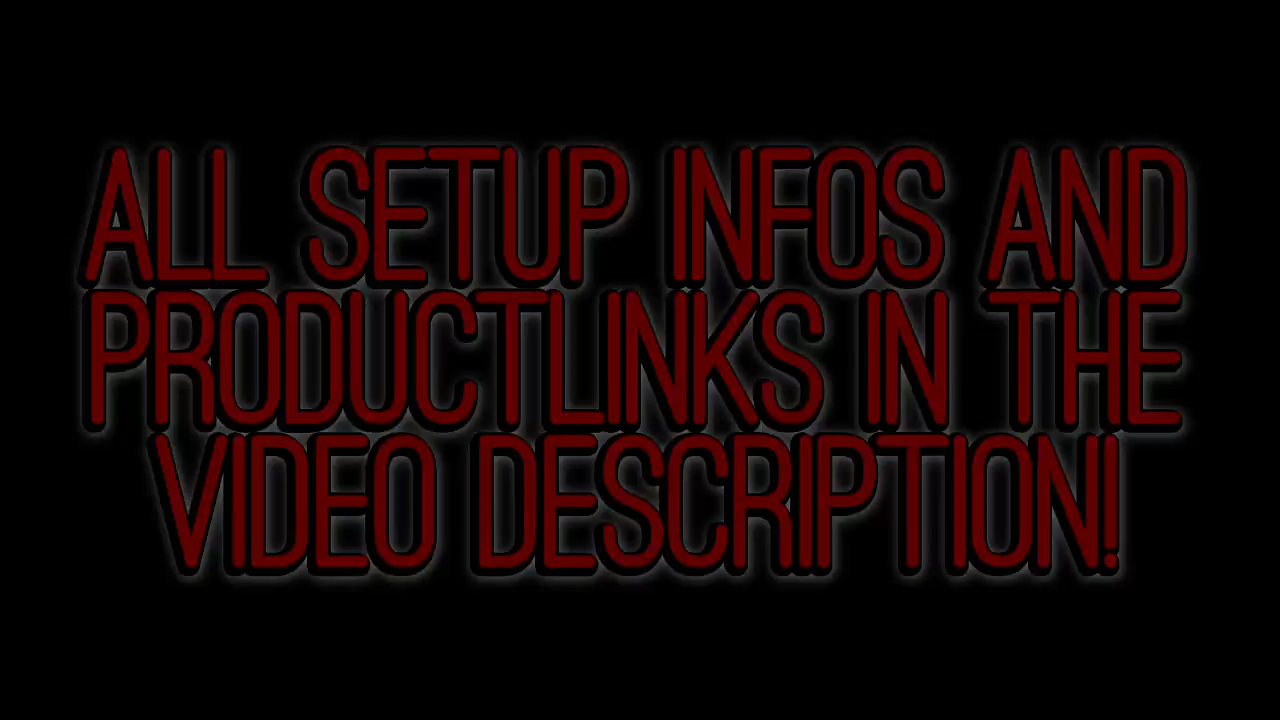 ALL SETUP INFOS AND
PRODUCTLINKS IN THE
VIDEO DESCRIPTION!